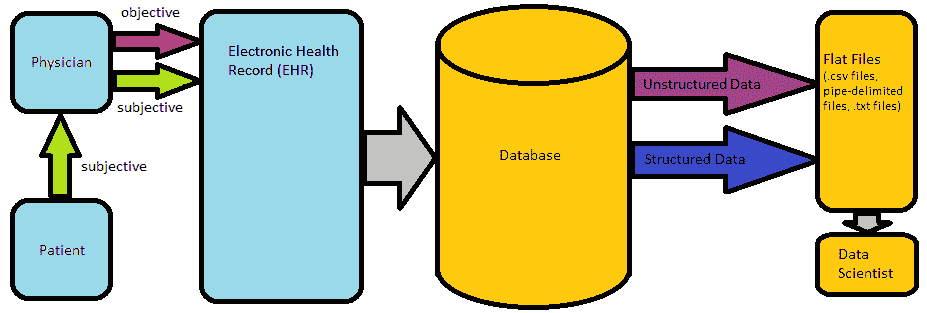 objective
Physician
subjective
subjective
Patient
Electronic Health
Record (EHR)
Database
Unstructured Data
Structured Data
Flat Files
(.csv files,
pipe-delimited
files, .txt files)
Data
Scientist